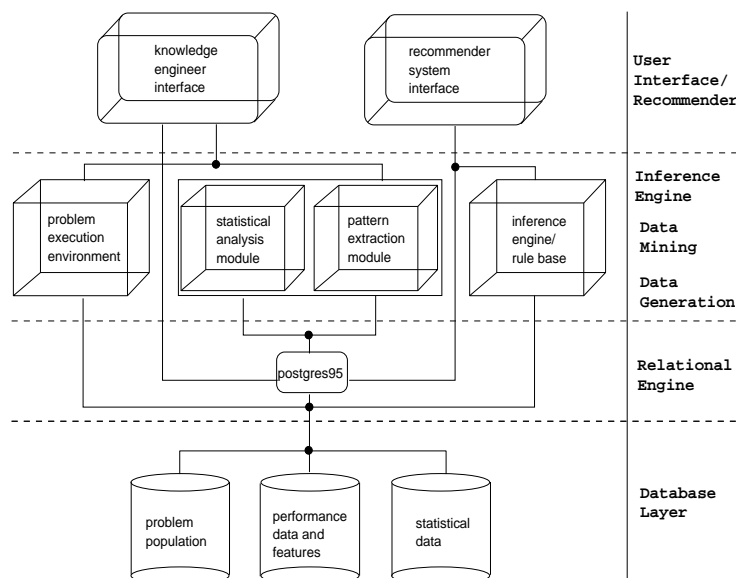 knowledge
engineer
interface
recommender
system
interface
User
Interface/
Recommender
problem
execution
environment
statistical
analysis
module
pattern
extraction
module
inference
engine/
rule base
Inference
Engine
Data
Mining
Data
Generation
postgres95
Relational
Engine
problem
population
performance
data and
features
statistical
data
Database
Layer